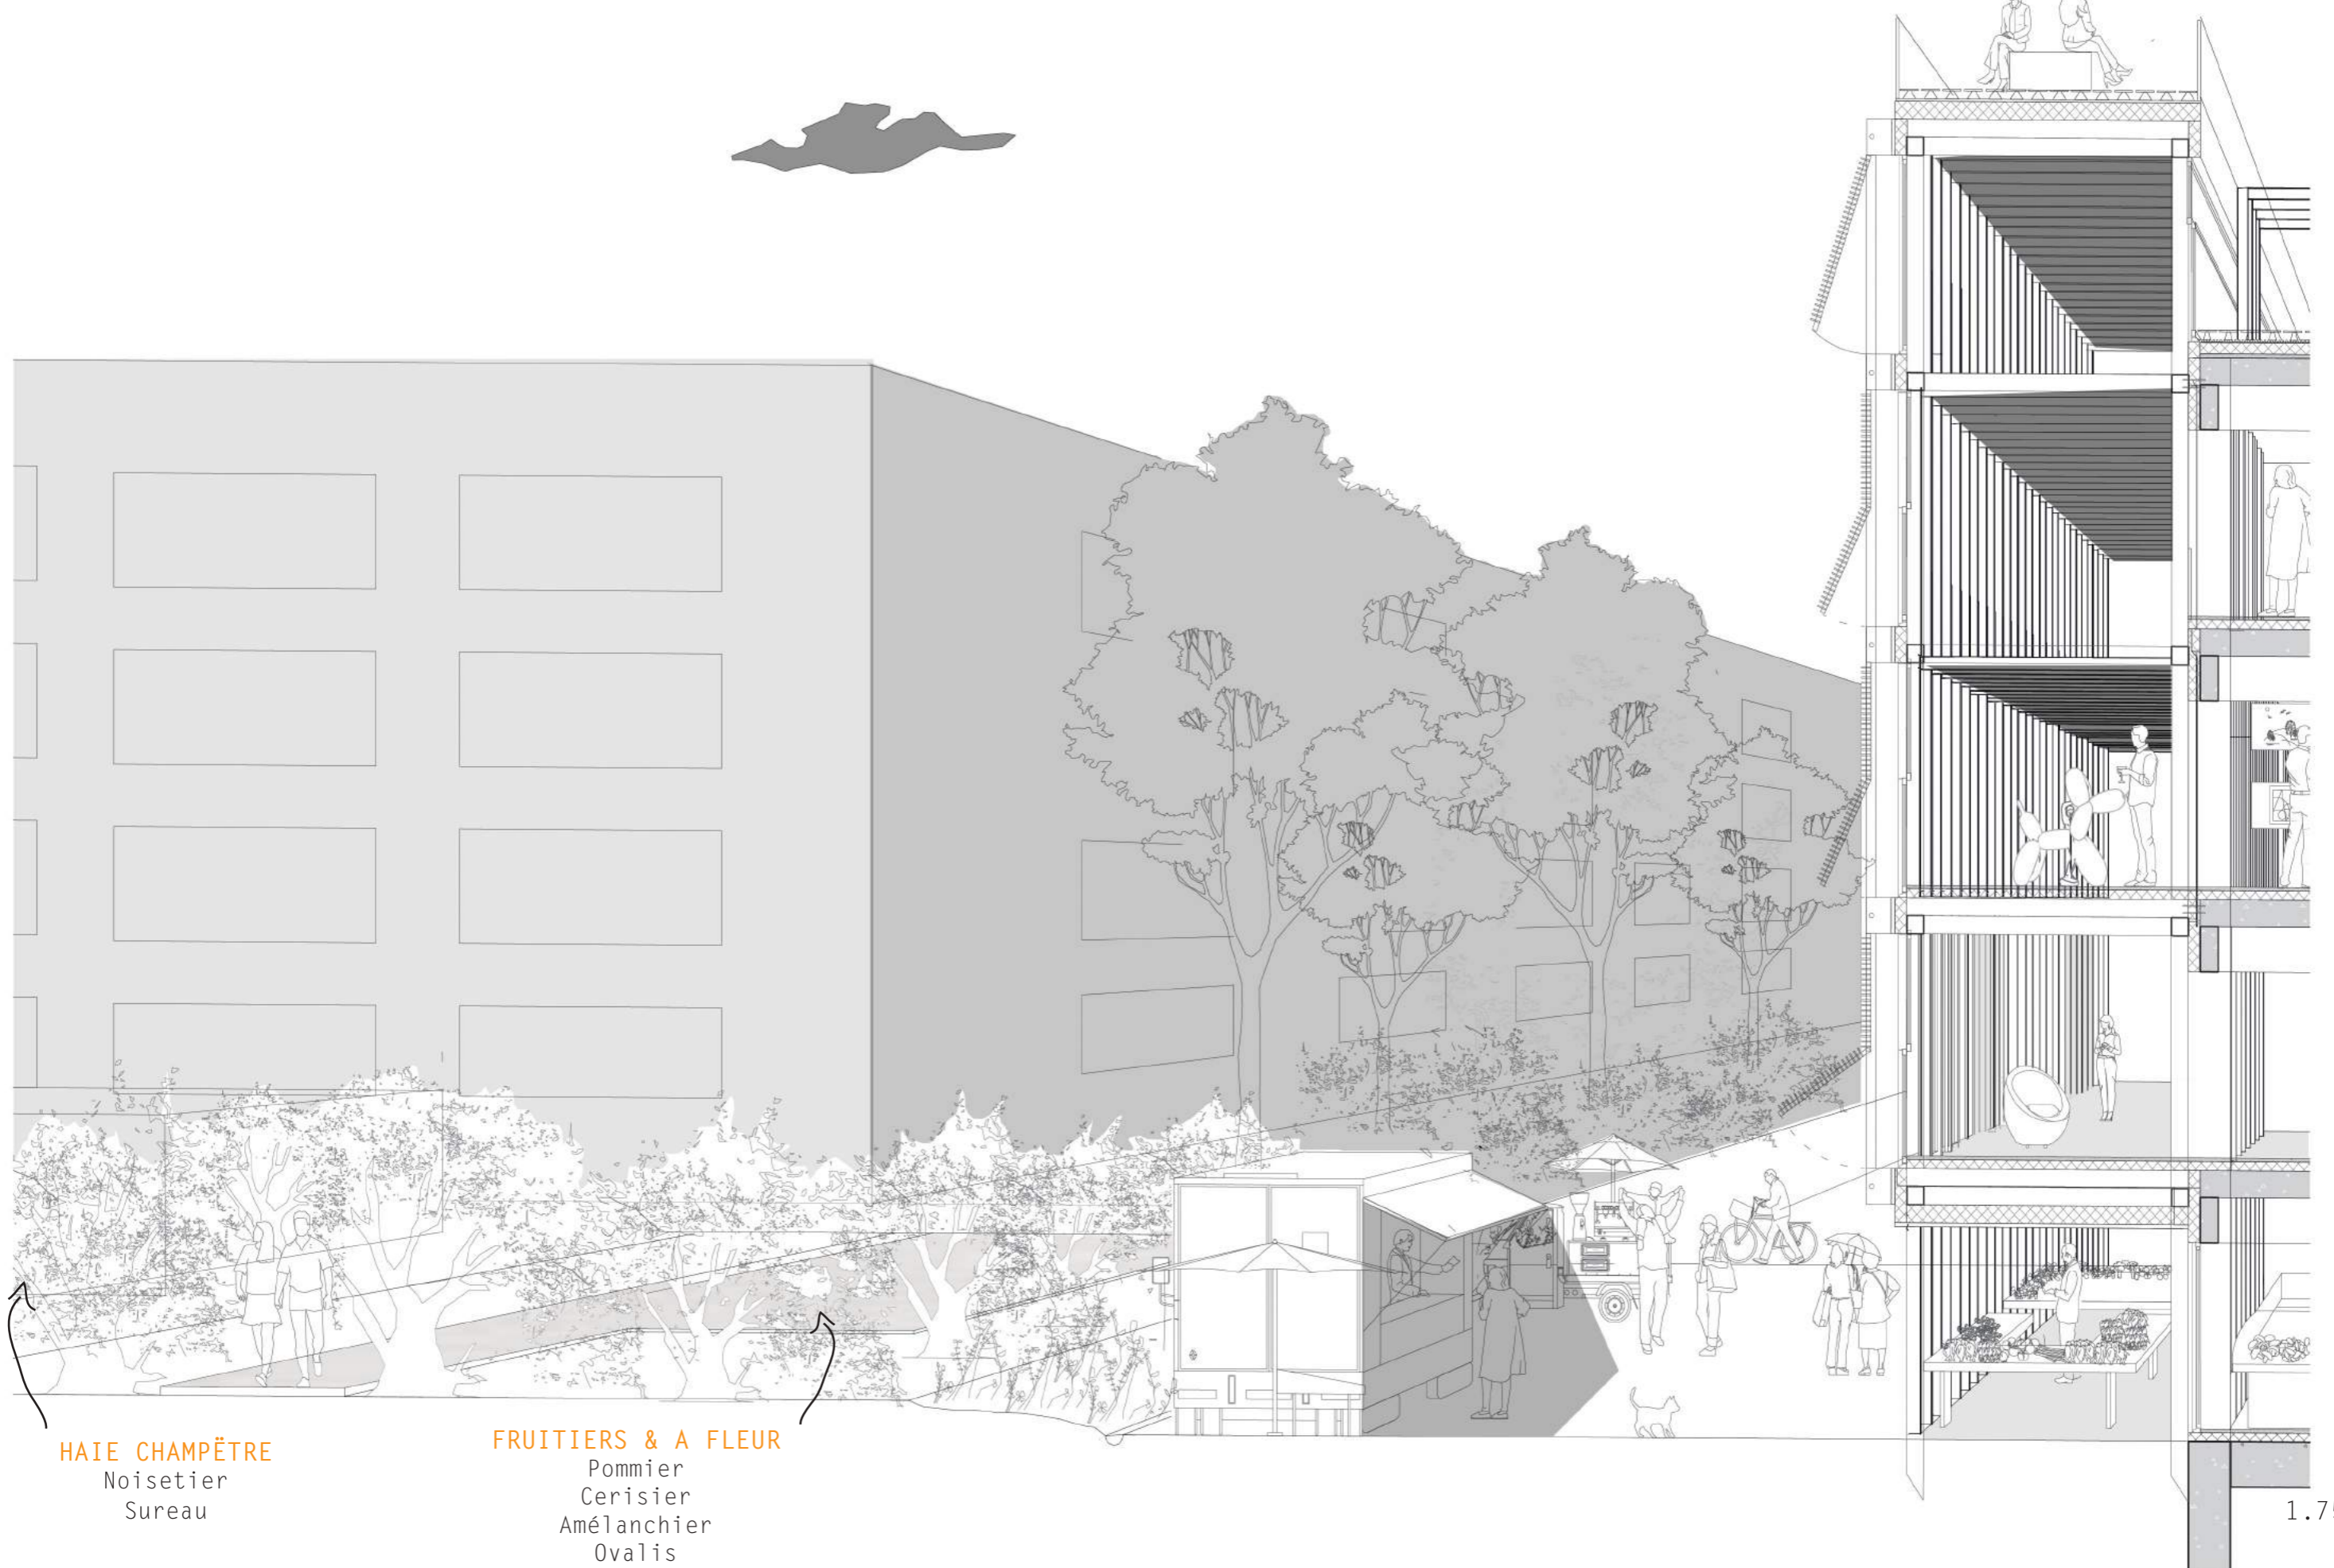 HAIE CHAMPËTRE
Noisetier
Sureau
FRUITIERS & A FLEUR
Pommier
Cerisier
Amélanchier
Ovalis